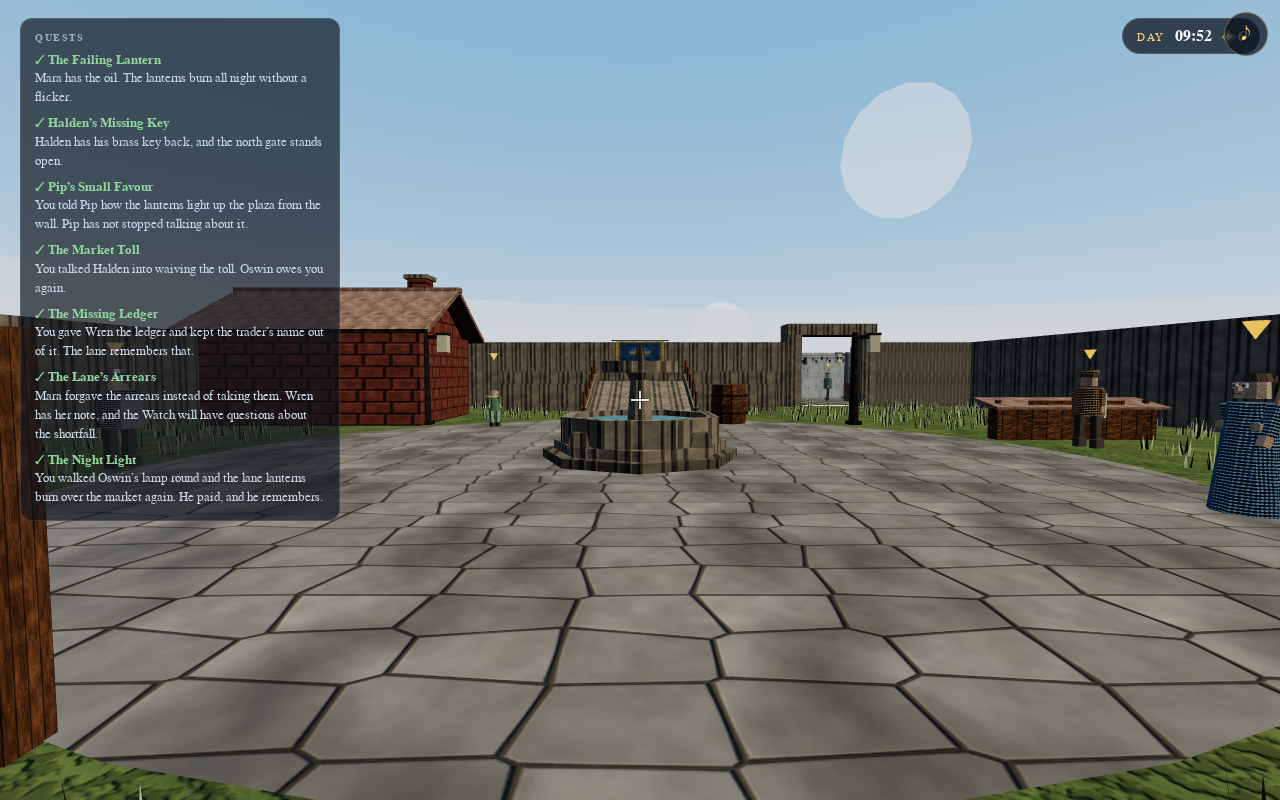 QUESTS
✓ The Failing Lantern
Mara has the oil. The lanterns burn all night without a
flicker.
✓ Halden’s Missing Key
Halden has his brass key back, and the north gate stands
open.
✓ Pip’s Small Favour
You told Pip how the lanterns light up the plaza from the
wall. Pip has not stopped talking about it.
✓ The Market Toll
You talked Halden into waiving the toll. Oswin owes you
again.
✓ The Missing Ledger
You gave Wren the ledger and kept the trader’s name out
of it. The lane remembers that.
✓ The Lane’s Arrears
Mara forgave the arrears instead of taking them. Wren
has her note, and the Watch will have questions about
the shortfall.
✓ The Night Light
You walked Oswin’s lamp round and the lane lanterns
burn over the market again. He paid, and he remembers.
DAY 09:52